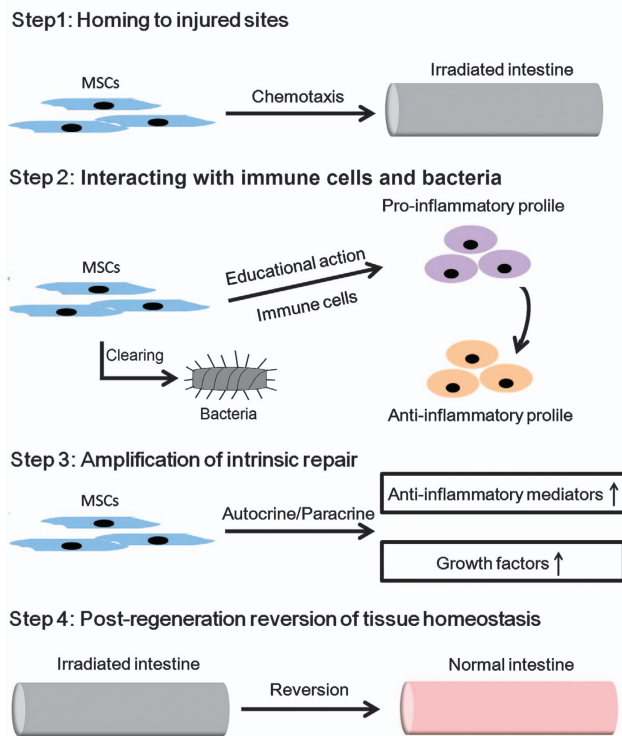 Step1: Homing to injured sites
MSCs
Chemotaxis
Irradiated intestine
Step 2: Interacting with immune cells and bacteria
Pro-inflammatory prolile
MSCs
Educational action
Immune cells
Clearing
Bacteria
Anti-inflammatory prolile
Step 3: Amplification of intrinsic repair
MSCs
Autocrine/Paracrine
Anti-inflammatory mediators ↑
Growth factors ↑
Step 4: Post-regeneration reversion of tissue homeostasis
Irradiated intestine
Reversion
Normal intestine